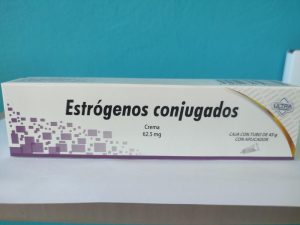 Estrógenos conjugados
Crema
62.5 mg
ULTRA
CAJA CON TUBO DE 43 g
CON APLICADOR